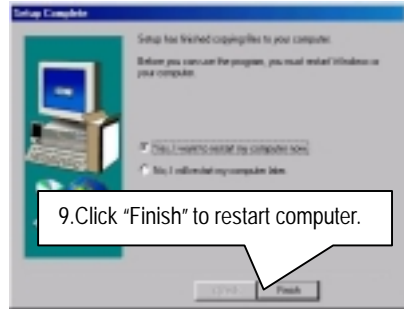 Setup Complete
Setup has finished copying files to your computer.
Before you can use the program, you must restart Windows or
your computer.
Yes, I want to restart my computer now.
No, I will restart my computer later.
9.Click "Finish" to restart computer.
Finish